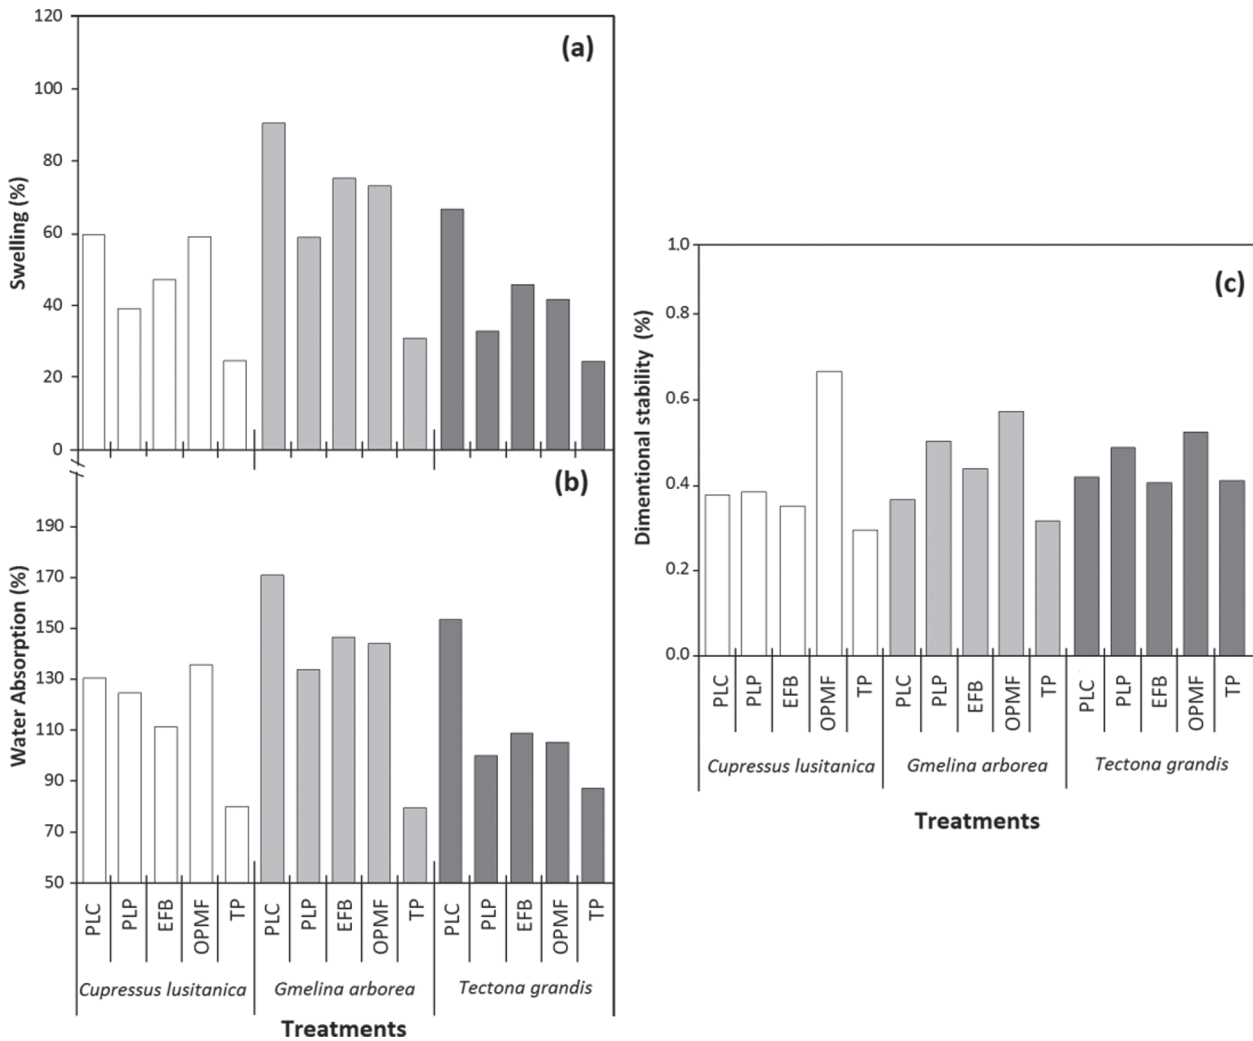 (a)
Swelling (%)
120
100
80
60
40
20
0
(b)
Water Absorption (%)
190
170
150
130
110
90
70
50
PLC PLP EFB OPMF TP PLC PLP EFB OPMF TP PLC PLP EFB OPMF TP
Cupressus lusitanica Gmelina arborea Tectona grandis
Treatments
(c)
Dimentional stability (%)
1.0
0.8
0.6
0.4
0.2
0.0
PLC PLP EFB OPMF TP PLC PLP EFB OPMF TP PLC PLP EFB OPMF TP
Cupressus lusitanica Gmelina arborea Tectona grandis
Treatments